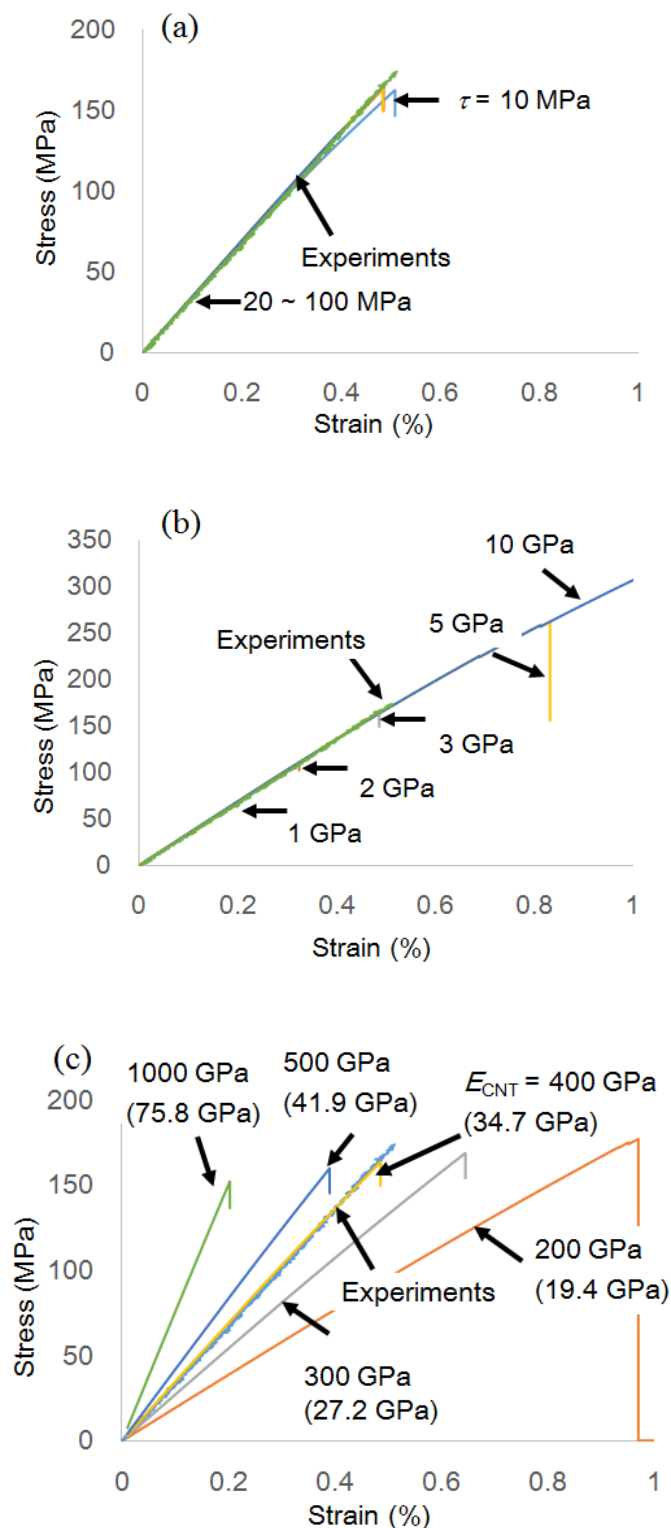 (a)
200
150
100
50
0
Stress (MPa)
τ = 10 MPa
Experiments
20 ~ 100 MPa
0 0.2 0.4 0.6 0.8 1
Strain (%)
(b)
350
300
250
200
150
100
50
0
Stress (MPa)
10 GPa
5 GPa
Experiments
3 GPa
2 GPa
1 GPa
0 0.2 0.4 0.6 0.8 1
Strain (%)
(c)
200
150
100
50
0
Stress (MPa)
1000 GPa
(75.8 GPa)
500 GPa
(41.9 GPa)
E_CNT = 400 GPa
(34.7 GPa)
200 GPa
(19.4 GPa)
Experiments
300 GPa
(27.2 GPa)
0 0.2 0.4 0.6 0.8 1
Strain (%)